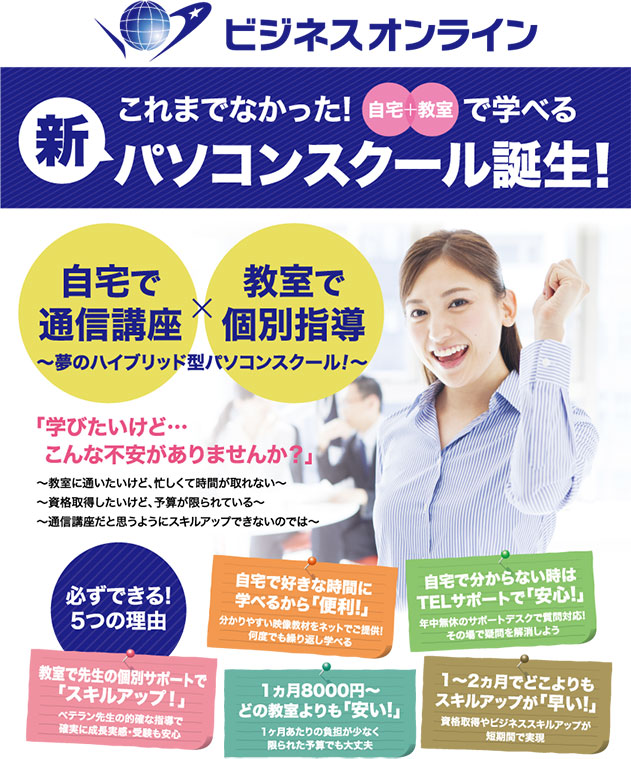 ビジネスオンライン
これまでなかった! 自宅+教室 で学べる
新
パソコンスクール誕生!
自宅で
通信講座
×
教室で
個別指導
〜夢のハイブリッド型パソコンスクール!〜
「学びたいけど…
こんな不安がありませんか?」
〜教室に通いたいけど、忙しくて時間が取れない〜
〜資格取得したいけど、予算が限られている〜
〜通信講座だと思うようにスキルアップできないのでは〜
必ずできる!
5つの理由
自宅で好きな時間に
学べるから「便利!」
分かりやすい映像教材をネットでご提供!
何度でも繰り返し学べる
自宅で分からない時は
TELサポートで「安心!」
年中無休のサポートデスクで質問対応!
その場で疑問を解消しよう
教室で先生の個別サポートで
「スキルアップ!」
ベテラン先生の的確な指導で
確実に成長実感・受験も安心
1ヵ月8000円〜
どの教室よりも「安い!」
1ヶ月あたりの負担が少なく
限られた予算でも大丈夫
1〜2ヵ月でどこよりも
スキルアップが「早い!」
資格取得やビジネススキルアップが
短期間で実現